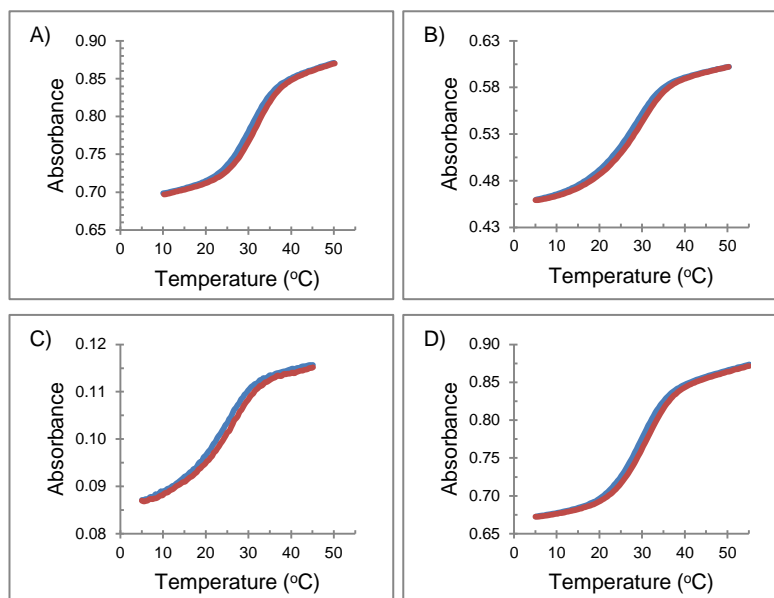 A)
0.90
0.85
0.80
0.75
0.70
0.65
Absorbance
0 10 20 30 40 50
Temperature (oC)
B)
0.63
0.58
0.53
0.48
0.43
Absorbance
0 10 20 30 40 50
Temperature (oC)
C)
0.12
0.11
0.10
0.09
0.08
Absorbance
0 10 20 30 40 50
Temperature (oC)
D)
0.90
0.85
0.80
0.75
0.70
0.65
Absorbance
0 10 20 30 40 50
Temperature (oC)